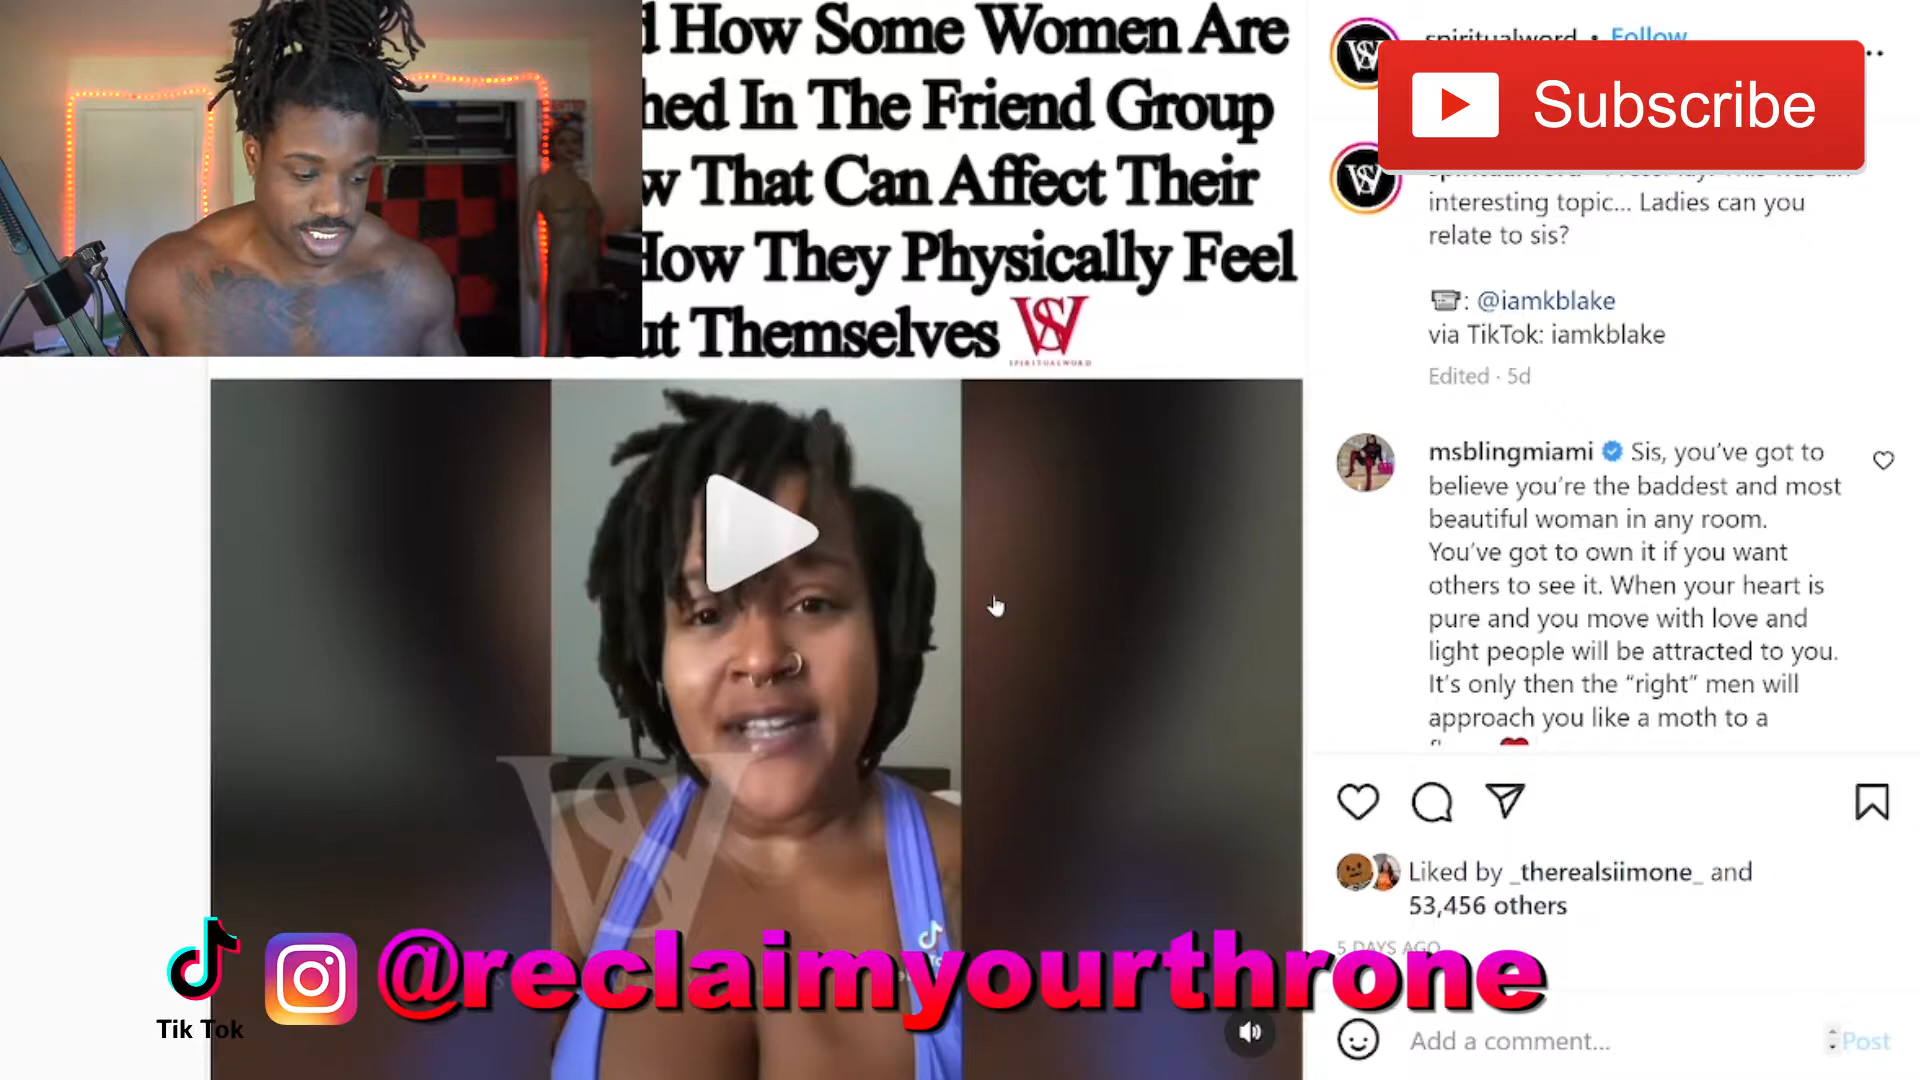 How Some Women Are
In The Friend Group
That Can Affect Their
How They Physically Feel
Themselves
WS
SPIRITUALWORD
spiritualword • Follow
Subscribe
interesting topic... Ladies can you
relate to sis?
: @iamkblake
via TikTok: iamkblake
Edited · 5d
msblingmiami Sis, you've got to
believe you're the baddest and most
beautiful woman in any room.
You've got to own it if you want
others to see it. When your heart is
pure and you move with love and
light people will be attracted to you.
It's only then the “right” men will
approach you like a moth to a
Liked by _therealsiimone_ and
53,456 others
5 DAYS AGO
@reclaimyourthrone
Tik Tok
Add a comment...
Post